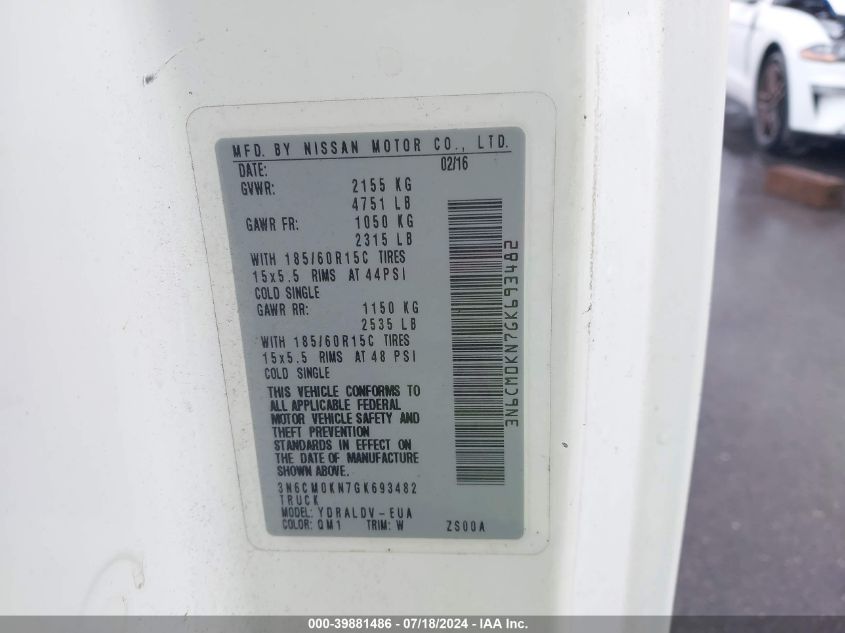 MFD. BY NISSAN MOTOR CO., LTD.
DATE: 02/16
GVWR: 2155 KG
4751 LB
GAWR FR: 1050 KG
2315 LB
WITH 185/60R15C TIRES
15x5.5 RIMS AT 44PSI
COLD SINGLE
GAWR RR: 1150 KG
2535 LB
WITH 185/60R15C TIRES
15x5.5 RIMS AT 48 PSI
COLD SINGLE
THIS VEHICLE CONFORMS TO
ALL APPLICABLE FEDERAL
MOTOR VEHICLE SAFETY AND
THEFT PREVENTION
STANDARDS IN EFFECT ON
THE DATE OF MANUFACTURE
SHOWN ABOVE.
3N6CM0KN7GK693482
TRUCK
MODEL: YDRALDV-EUA
COLOR: QM1 TRIM: W ZS00A
3N6CM0KN7GK693482
000-39881486 - 07/18/2024 - IAA Inc.